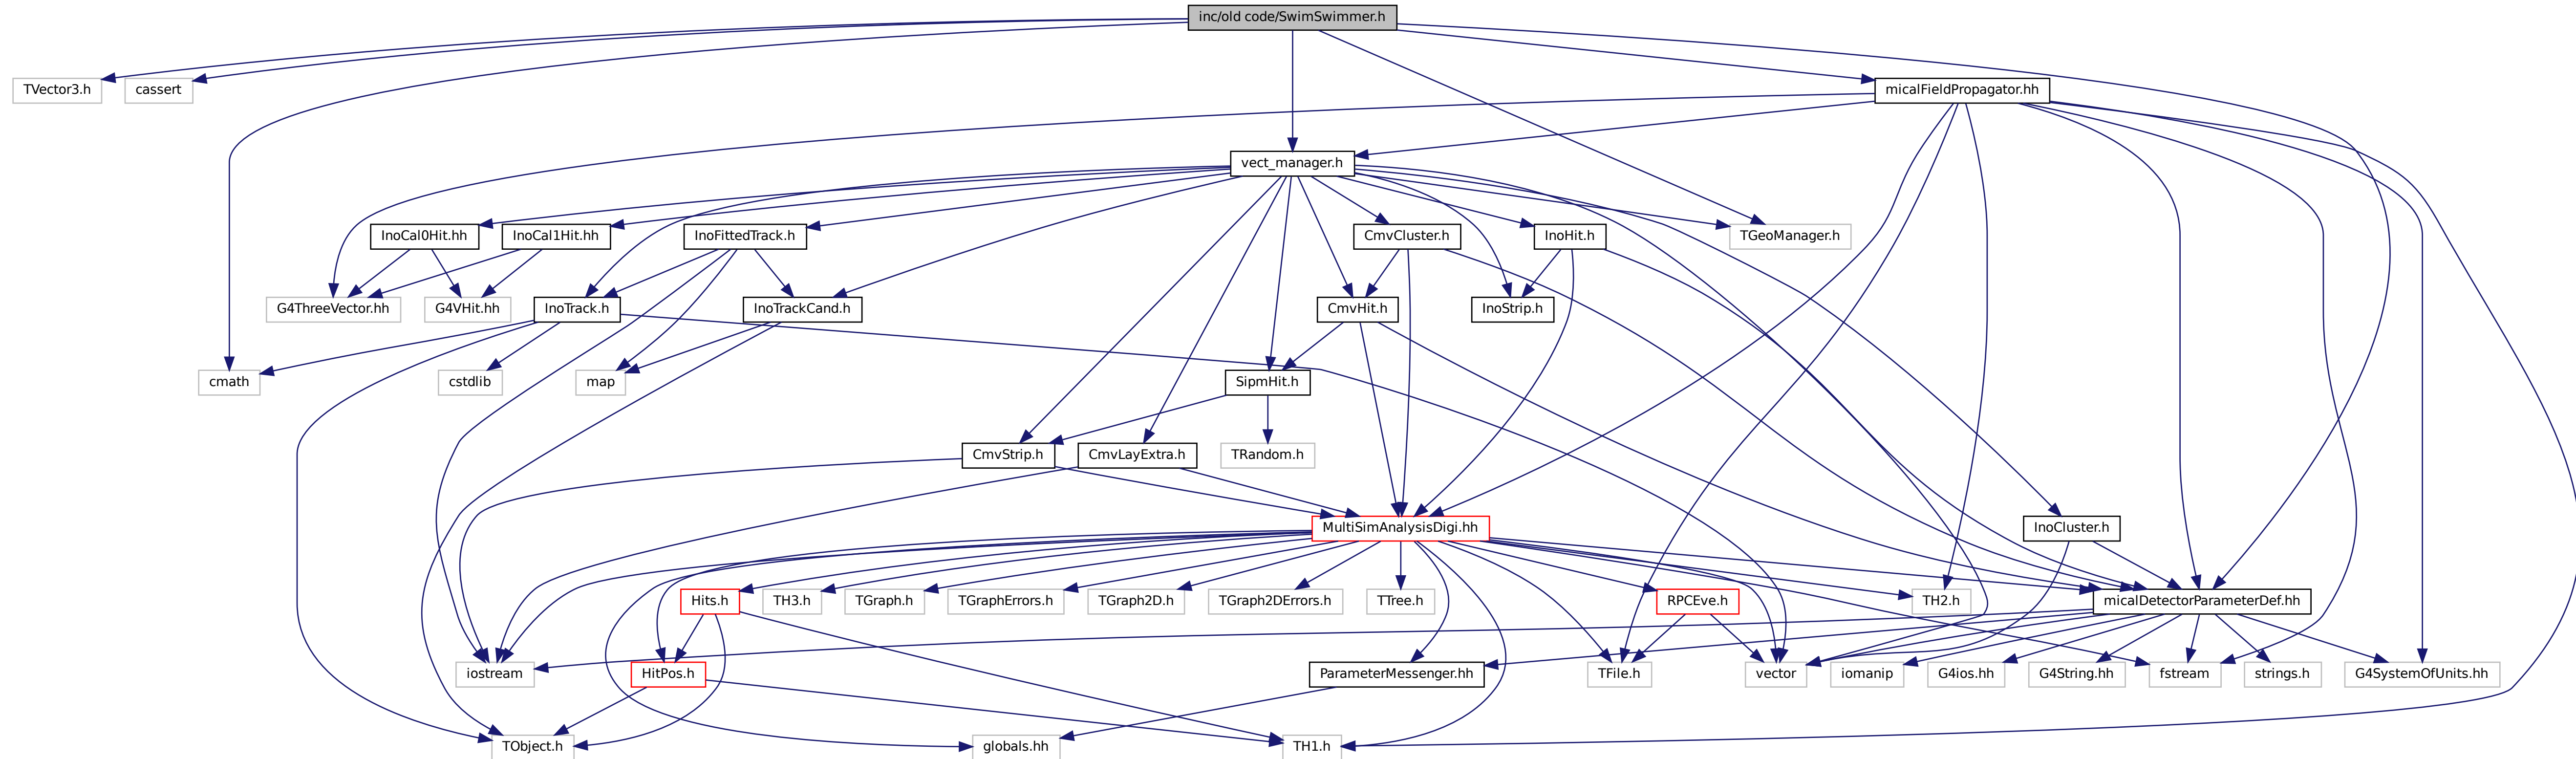 inc/old code/SwimSwimmer.h
TVector3.h
cassert
micalFieldPropagator.hh
vect_manager.h
InoCal0Hit.hh
InoCal1Hit.hh
InoFittedTrack.h
CmvCluster.h
InoHit.h
TGeoManager.h
G4ThreeVector.hh
G4VHit.hh
InoTrack.h
InoTrackCand.h
CmvHit.h
InoStrip.h
cmath
cstdlib
map
SipmHit.h
CmvStrip.h
CmvLayExtra.h
TRandom.h
MultiSimAnalysisDigi.hh
InoCluster.h
Hits.h
TH3.h
TGraph.h
TGraphErrors.h
TGraph2D.h
TGraph2DErrors.h
TTree.h
RPCEve.h
TH2.h
micalDetectorParameterDef.hh
iostream
HitPos.h
ParameterMessenger.hh
TFile.h
vector
iomanip
G4ios.hh
G4String.hh
fstream
strings.h
G4SystemOfUnits.hh
TObject.h
globals.hh
TH1.h